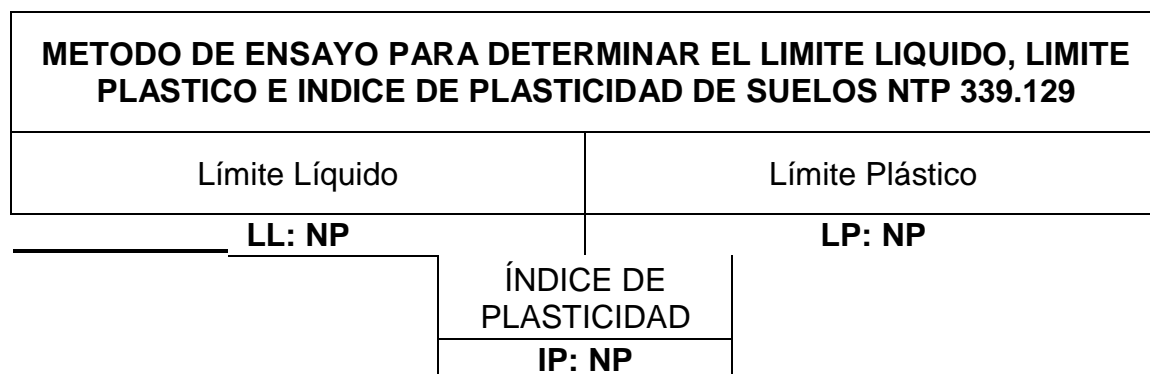 METODO DE ENSAYO PARA DETERMINAR EL LIMITE LIQUIDO, LIMITE
PLASTICO E INDICE DE PLASTICIDAD DE SUELOS NTP 339.129
Límite Líquido
Límite Plástico
LL: NP
LP: NP
ÍNDICE DE
PLASTICIDAD
IP: NP